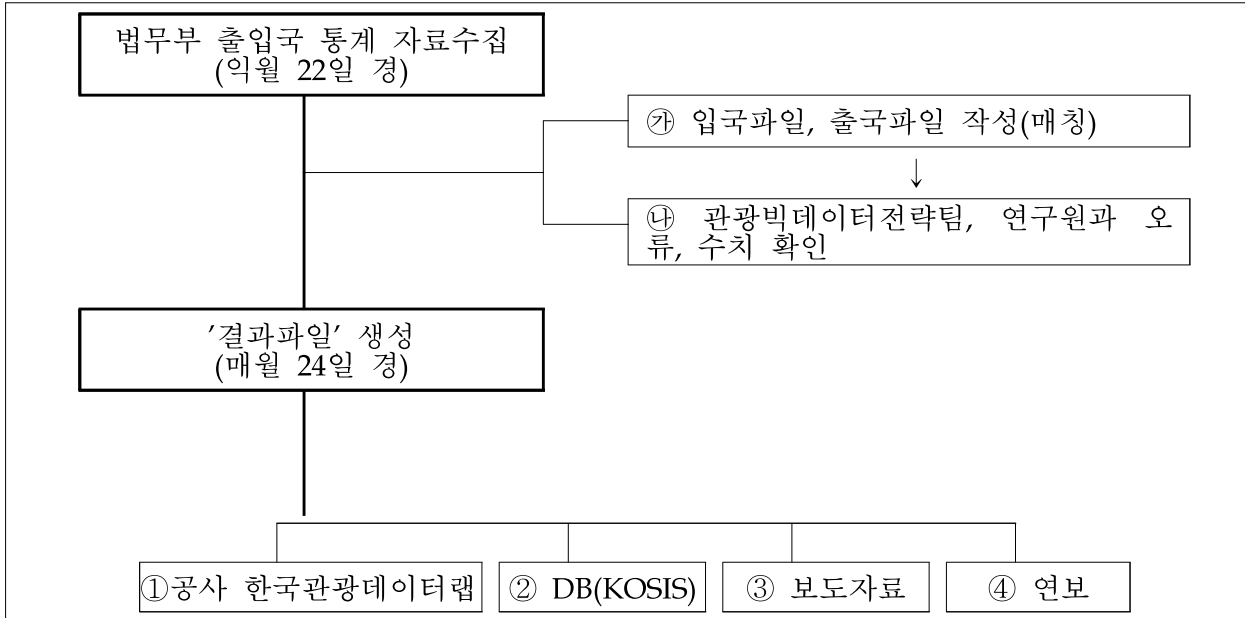 법무부 출입국 통계 자료수집
(익월 22일 경)
㉮ 입국파일, 출국파일 작성(매칭)
↓
㉯ 관광빅데이터전략팀, 연구원과 오
류, 수치 확인
'결과파일' 생성
(매월 24일 경)
①공사 한국관광데이터랩
② DB(KOSIS)
③ 보도자료
④ 연보